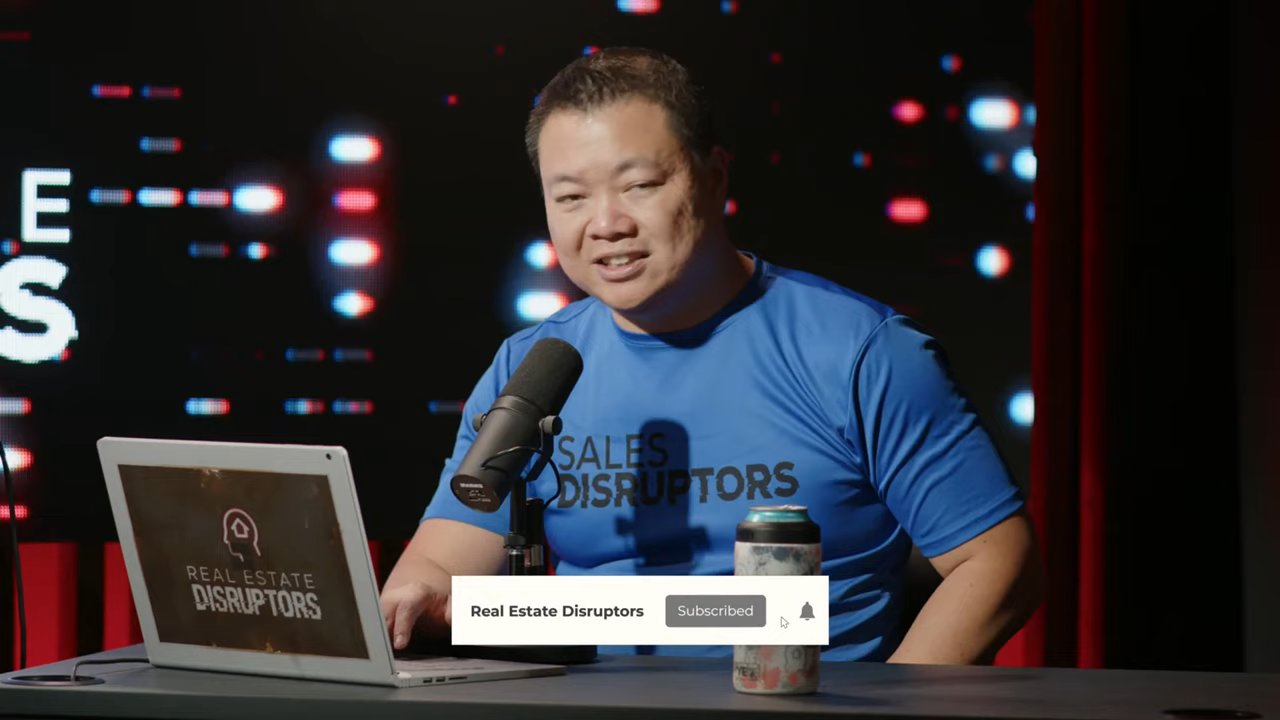 E
S
SALES
DISRUPTORS
REAL ESTATE
DISRUPTORS
Real Estate Disruptors
Subscribed